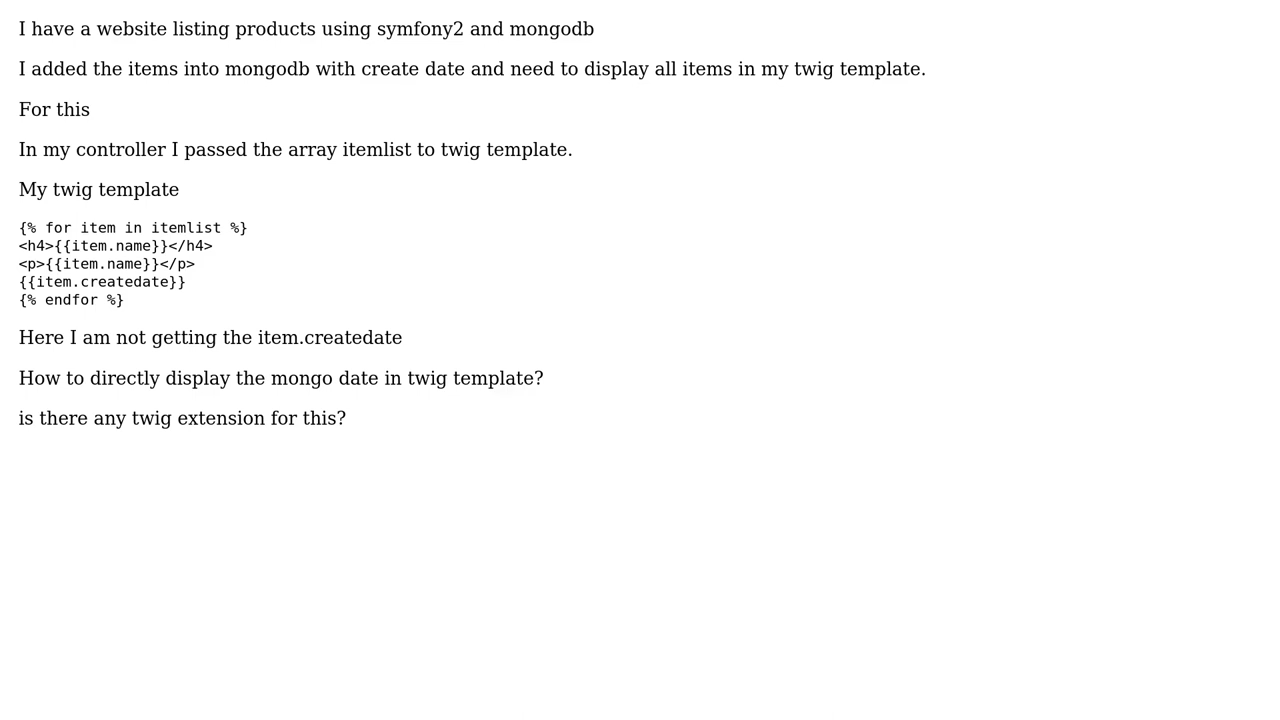 I have a website listing products using symfony2 and mongodb
I added the items into mongodb with create date and need to display all items in my twig template.
For this
In my controller I passed the array itemlist to twig template.
My twig template
{% for item in itemlist %}
<h4>{{item.name}}</h4>
<p>{{item.name}}</p>
{{item.createdate}}
{% endfor %}
Here I am not getting the item.createdate
How to directly display the mongo date in twig template?
is there any twig extension for this?